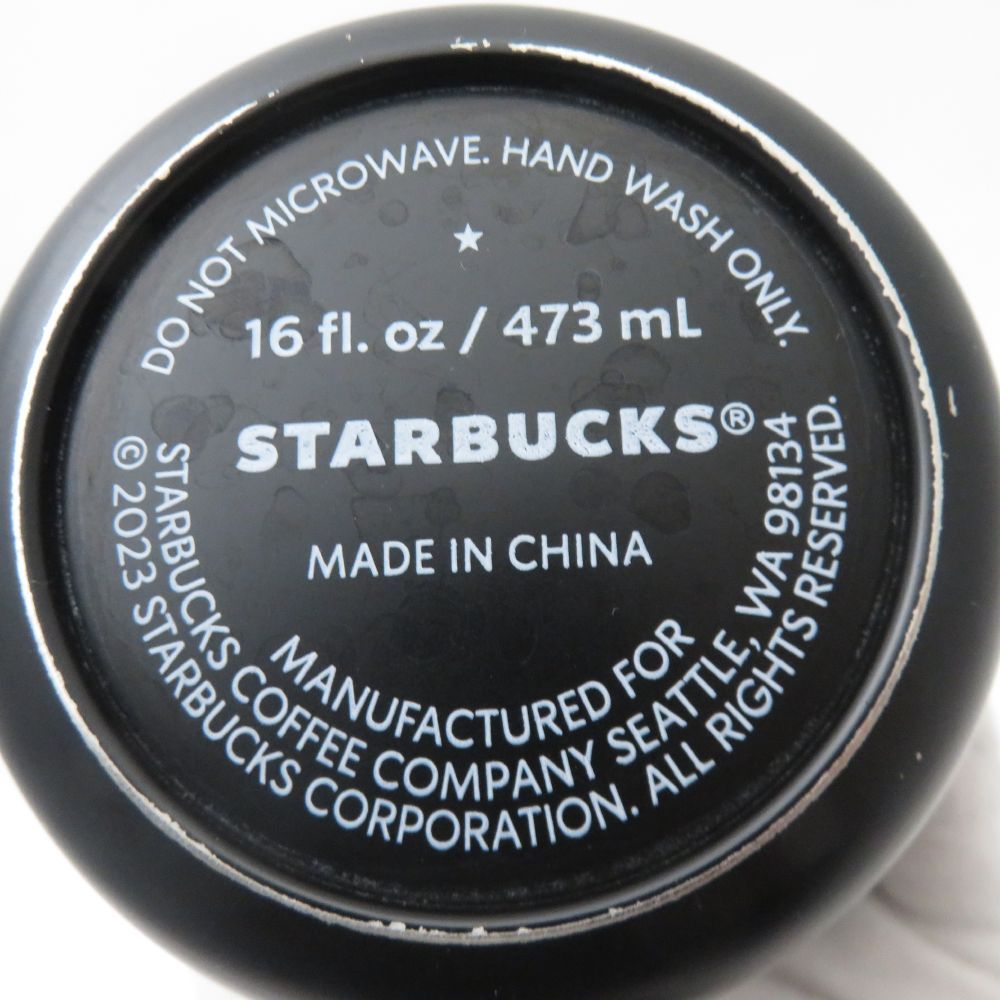 DO NOT MICROWAVE. HAND WASH ONLY.
16 fl. oz / 473 mL
STARBUCKS®
MADE IN CHINA
MANUFACTURED FOR
STARBUCKS COFFEE COMPANY SEATTLE, WA 98134
© 2023 STARBUCKS CORPORATION. ALL RIGHTS RESERVED.